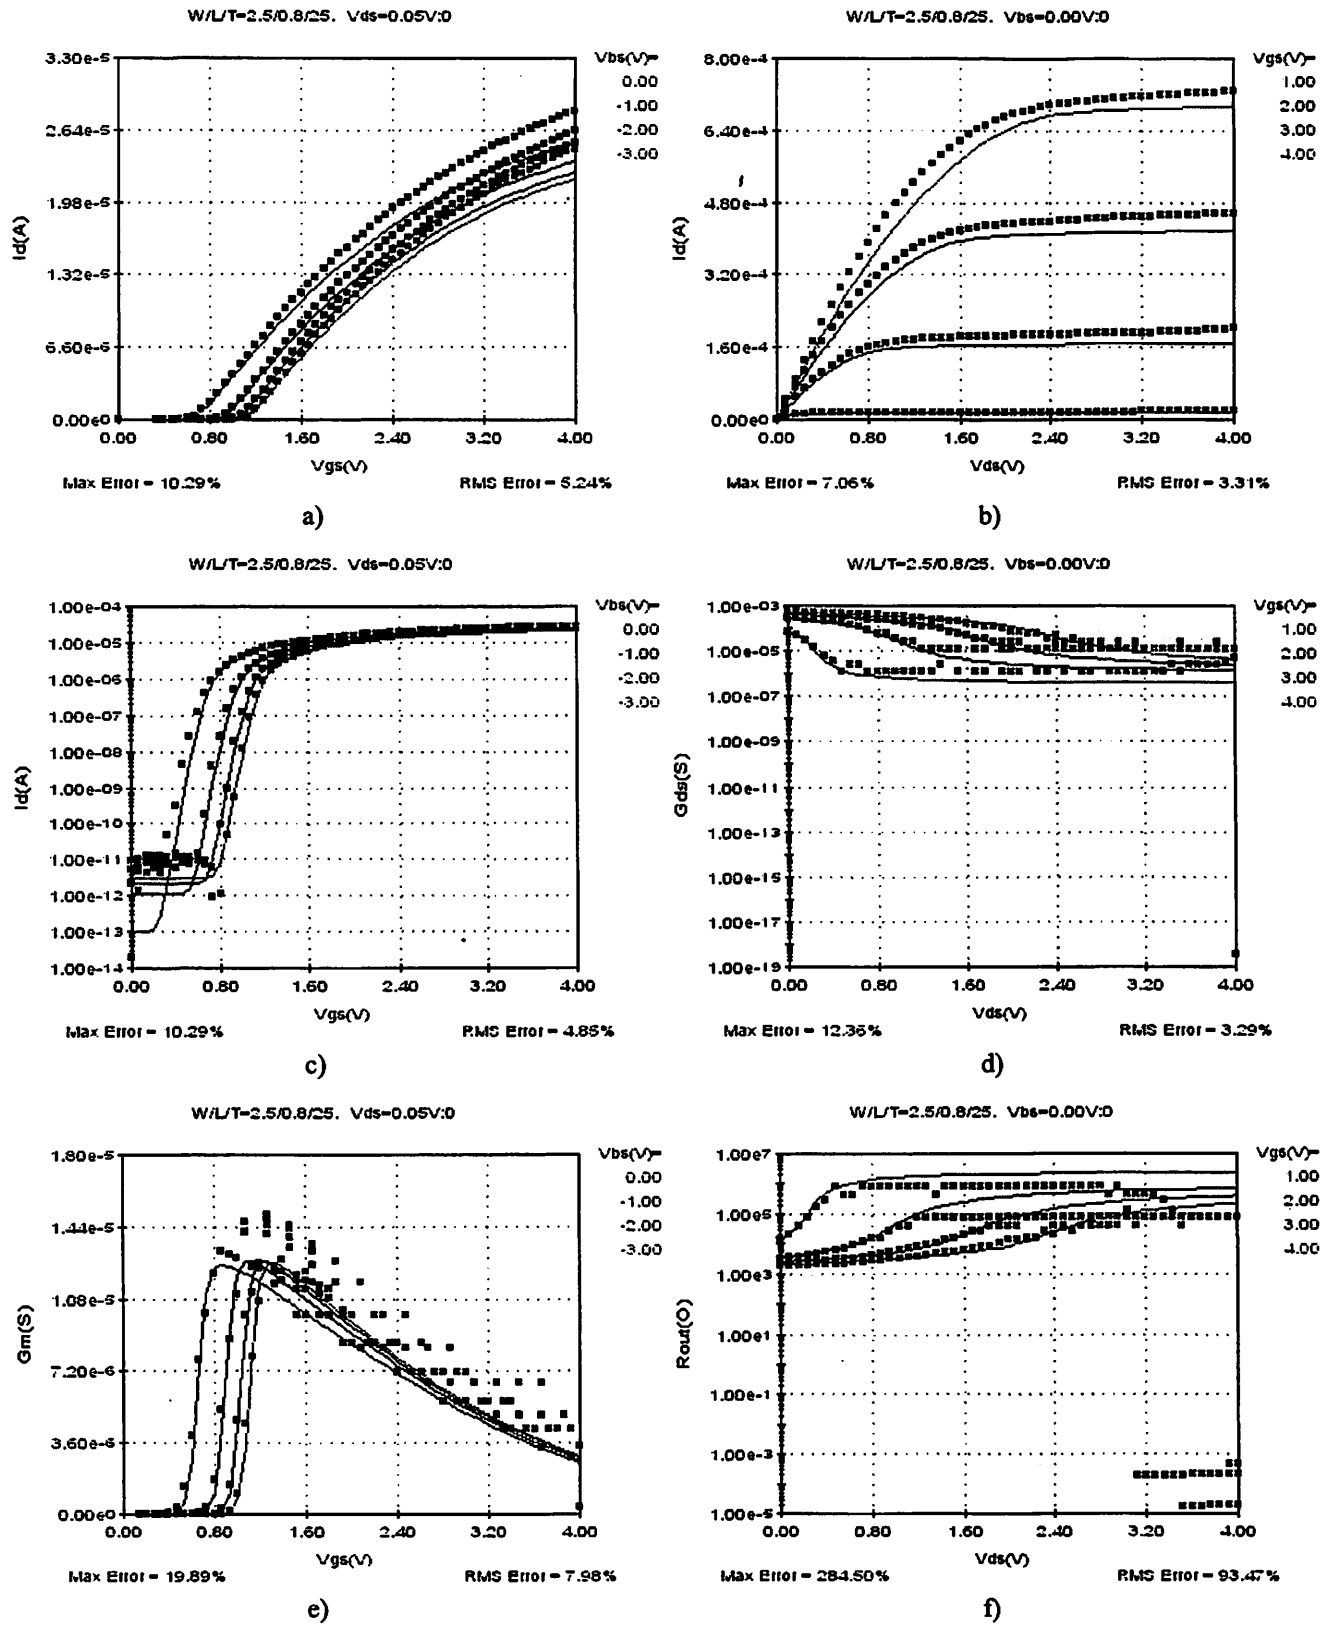 W/L/T=2.5/0.8/25. Vds=0.05V:0
Vbs(V)=
0.00
-1.00
-2.00
-3.00
3.30e-5
2.64e-5
1.98e-5
1.32e-5
6.60e-6
0.00e0
Id(A)
0.00 0.80 1.60 2.40 3.20 4.00
Vgs(V)
Max Error = 10.29% RMS Error = 5.24%
a)
W/L/T=2.5/0.8/25. Vbs=0.00V:0
Vgs(V)=
1.00
2.00
3.00
4.00
8.00e-4
6.40e-4
4.80e-4
3.20e-4
1.60e-4
0.00e0
Id(A)
0.00 0.80 1.60 2.40 3.20 4.00
Vds(V)
Max Error = 7.06% RMS Error = 3.31%
b)
W/L/T=2.5/0.8/25. Vds=0.05V:0
Vbs(V)=
0.00
-1.00
-2.00
-3.00
1.00e-04
1.00e-05
1.00e-06
1.00e-07
1.00e-08
1.00e-09
1.00e-10
1.00e-11
1.00e-12
1.00e-13
1.00e-14
Id(A)
0.00 0.80 1.60 2.40 3.20 4.00
Vgs(V)
Max Error = 10.29% RMS Error = 4.85%
c)
W/L/T=2.5/0.8/25. Vbs=0.00V:0
Vgs(V)=
1.00
2.00
3.00
4.00
1.00e-03
1.00e-05
1.00e-07
1.00e-09
1.00e-11
1.00e-13
1.00e-15
1.00e-17
1.00e-19
Gds(S)
0.00 0.80 1.60 2.40 3.20 4.00
Vds(V)
Max Error = 12.36% RMS Error = 3.29%
d)
W/L/T=2.5/0.8/25. Vds=0.05V:0
Vbs(V)=
0.00
-1.00
-2.00
-3.00
1.80e-5
1.44e-5
1.08e-5
7.20e-6
3.60e-6
0.00e0
Gm(S)
0.00 0.80 1.60 2.40 3.20 4.00
Vgs(V)
Max Error = 19.89% RMS Error = 7.98%
e)
W/L/T=2.5/0.8/25. Vbs=0.00V:0
Vgs(V)=
1.00
2.00
3.00
4.00
1.00e7
1.00e5
1.00e3
1.00e1
1.00e-1
1.00e-3
1.00e-5
Rout(O)
0.00 0.80 1.60 2.40 3.20 4.00
Vds(V)
Max Error = 284.50% RMS Error = 93.47%
f)